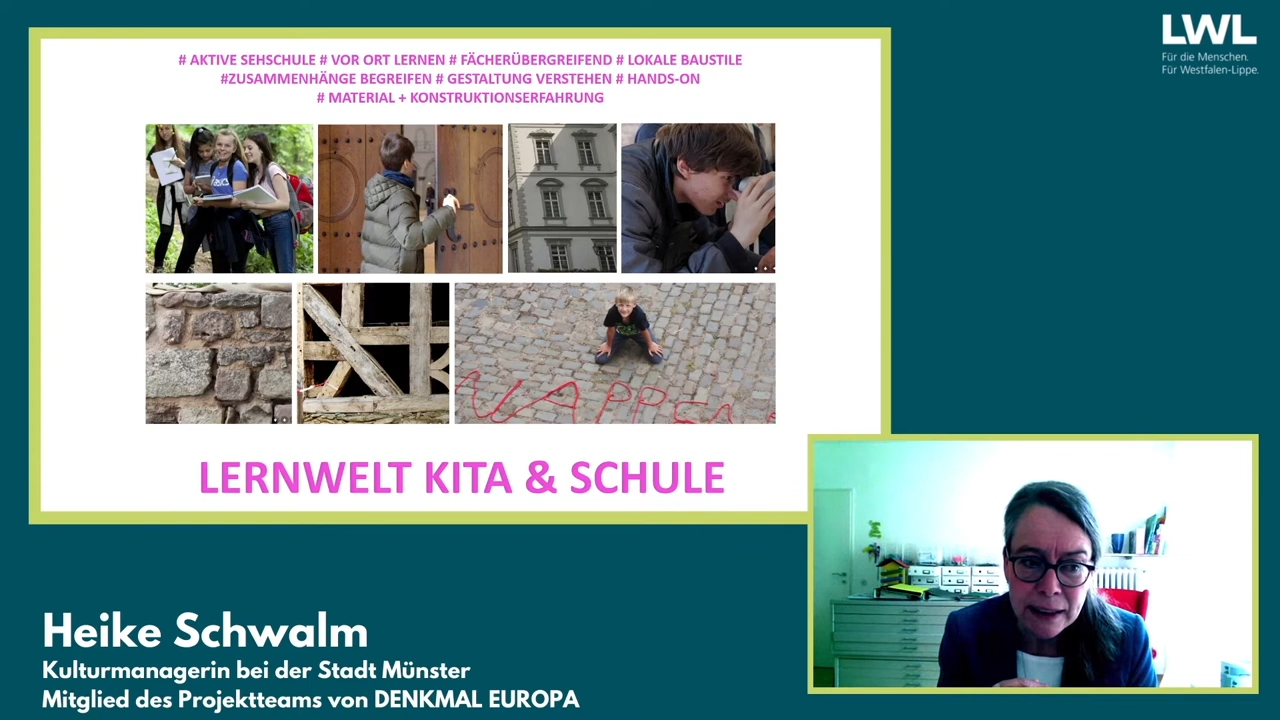 # AKTIVE SEHSCHULE # VOR ORT LERNEN # FÄCHERÜBERGREIFEND # LOKALE BAUSTILE
#ZUSAMMENHÄNGE BEGREIFEN # GESTALTUNG VERSTEHEN # HANDS-ON
# MATERIAL + KONSTRUKTIONSERFAHRUNG
WAPPEN
LERNWELT KITA & SCHULE
LWL
Für die Menschen.
Für Westfalen-Lippe.
Heike Schwalm
Kulturmanagerin bei der Stadt Münster
Mitglied des Projektteams von DENKMAL EUROPA